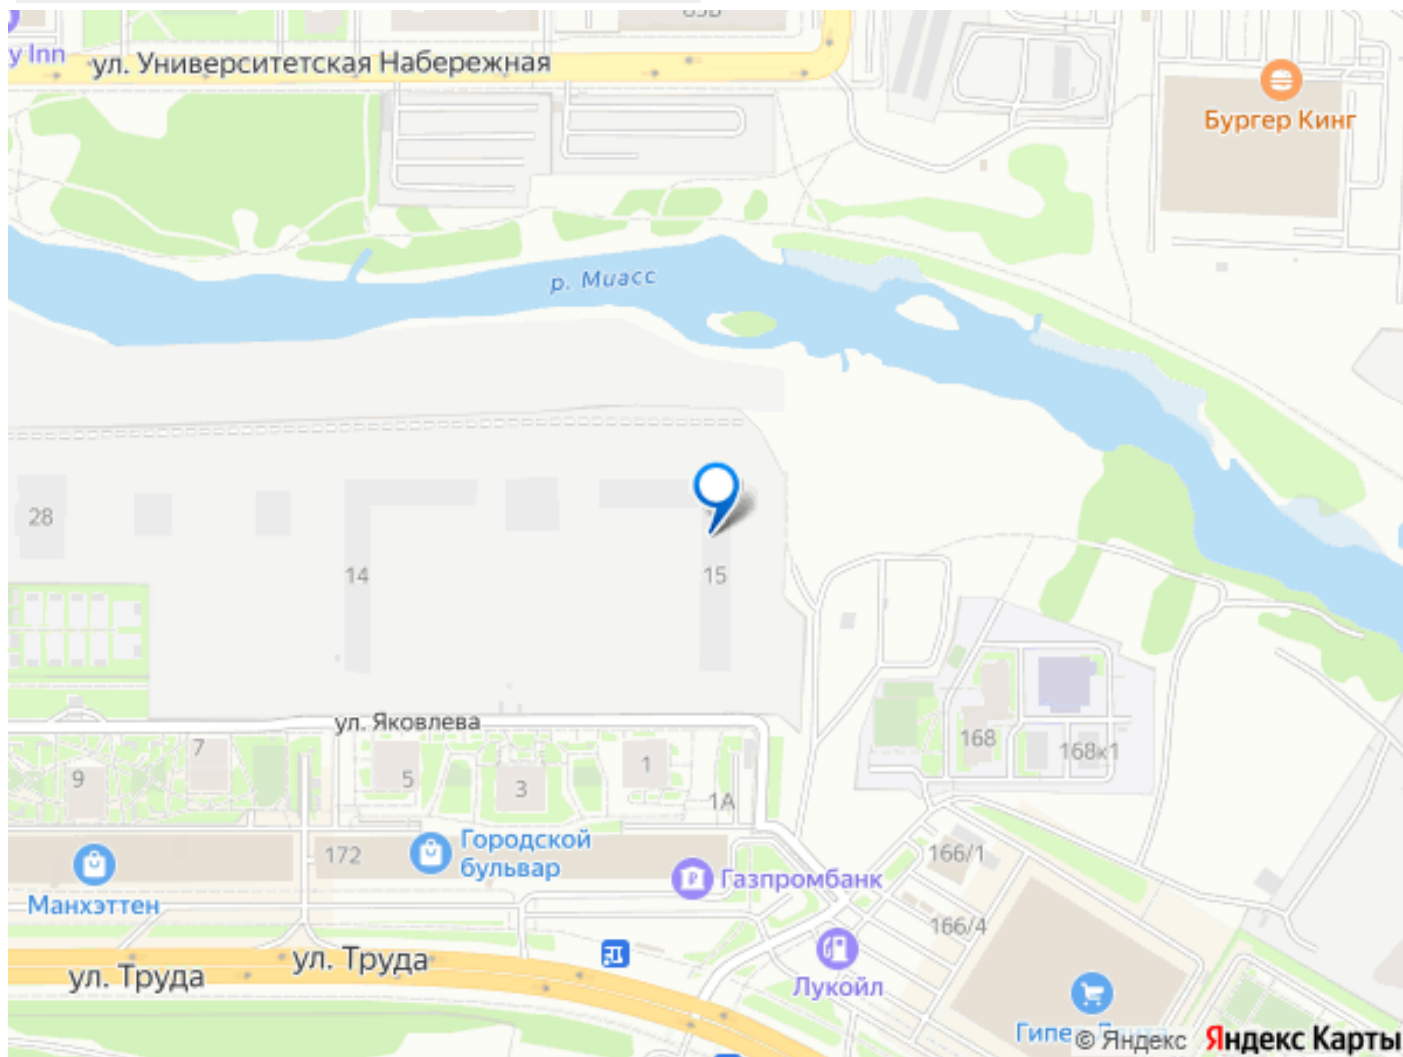 y Inn
ул. Университетская Набережная
Бургер Кинг
р. Миасс
28
14
15
ул. Яковлева
7
9
5
3
1
1А
168
168к1
172
Городской
бульвар
Манхэттен
Газпромбанк
166/1
166/4
Лукойл
ул. Труда
ул. Труда
© Яндекс
Яндекс Карты